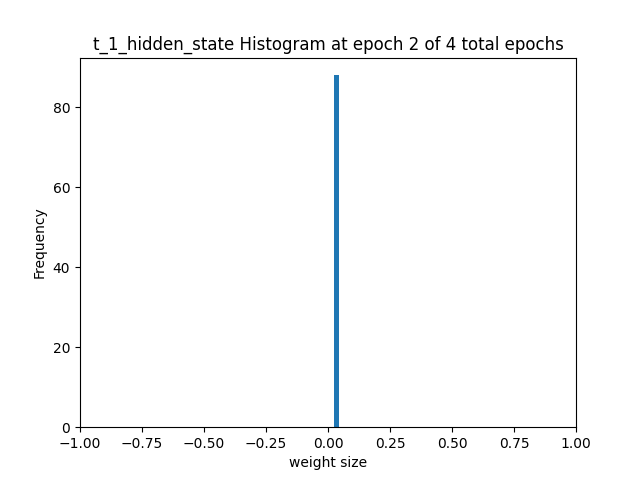 t_1_hidden_state Histogram at epoch 2 of 4 total epochs
80
60
40
20
0
Frequency
−1.00 −0.75 −0.50 −0.25 0.00 0.25 0.50 0.75 1.00
weight size